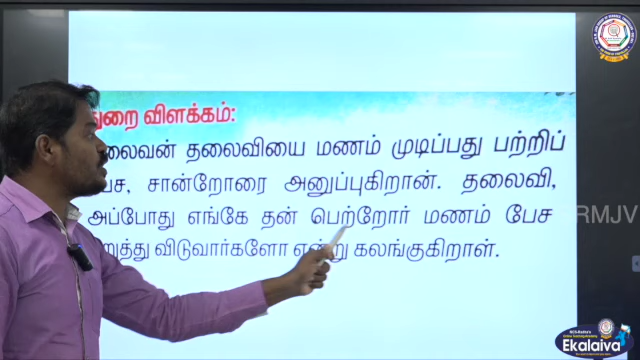 துறை விளக்கம்:
தலைவன் தலைவியை மணம் முடிப்பது பற்றிப்
பேச, சான்றோரை அனுப்புகிறான். தலைவி,
அப்போது எங்கே தன் பெற்றோர் மணம் பேச
மறுத்து விடுவார்களோ என்று கலங்குகிறாள்.
RMJV
Ekalaiva